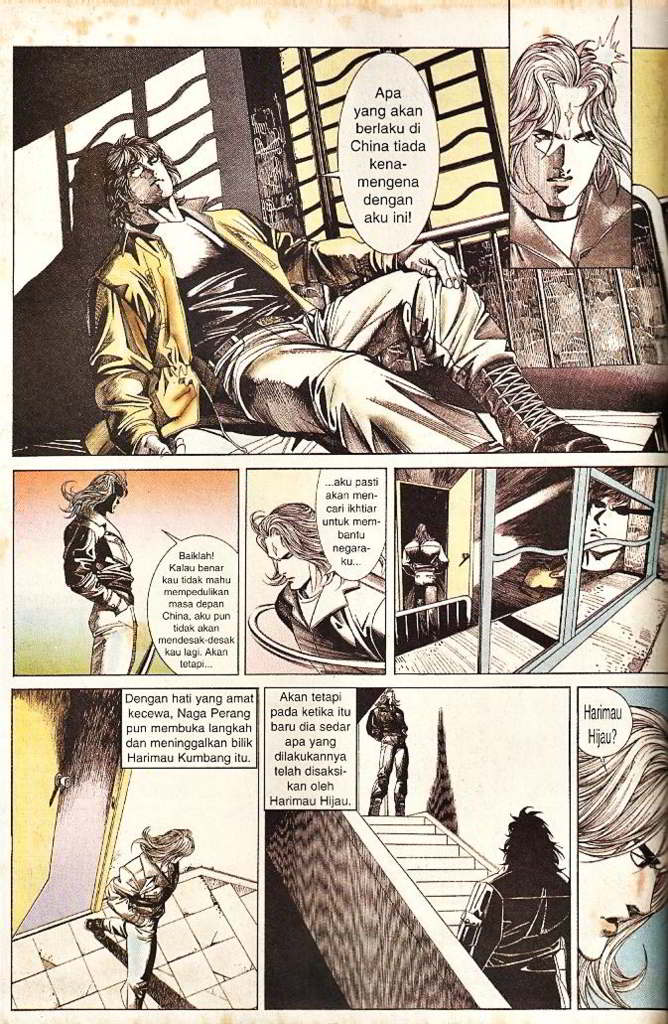 Apa
yang akan
berlaku di
China tiada
kena-
mengena
dengan
aku ini!
Baiklah!
Kalau benar
kau tidak mahu
mempedulikan
masa depan
China, aku pun
tidak akan
mendesak-desak
kau lagi. Akan
tetapi...
...aku pasti
akan men-
cari ikhtiar
untuk mem-
bantu
negara-
ku...
Dengan hati yang amat
kecewa, Naga Perang
pun membuka langkah
dan meninggalkan bilik
Harimau Kumbang itu.
Akan tetapi
pada ketika itu
baru dia sedar
apa yang
dilakukannya
telah disaksi-
kan oleh
Harimau Hijau.
Harimau
Hijau?